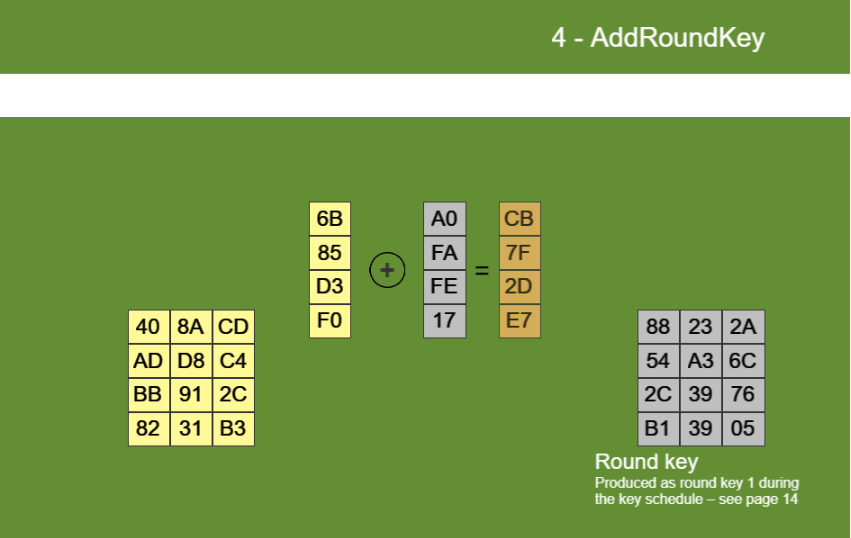 4 - AddRoundKey
6B A0 CB
85 FA 7F
+
D3 FE = 2D
F0 17 E7
40 8A CD 88 23 2A
AD D8 C4 54 A3 6C
BB 91 2C 2C 39 76
82 31 B3 B1 39 05
Round key
Produced as round key 1 during
the key schedule – see page 14